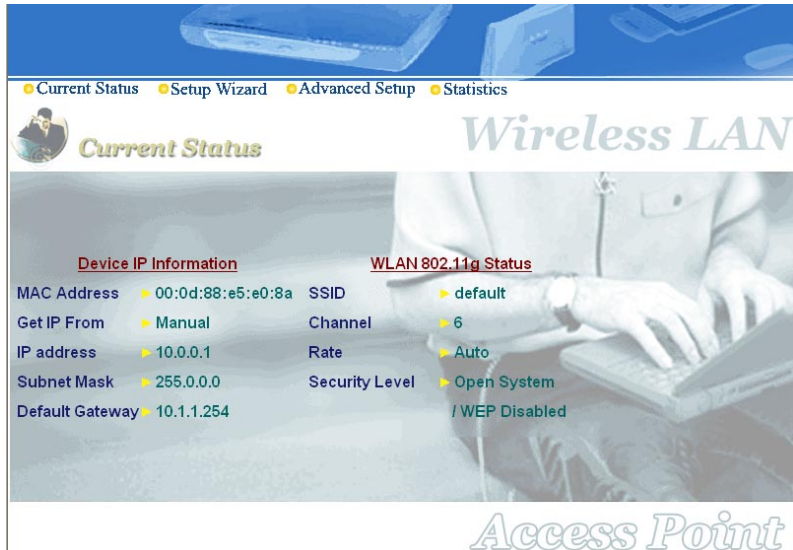 Current Status Setup Wizard Advanced Setup Statistics
Current Status
Wireless LAN
Device IP Information
MAC Address 00:0d:88:e5:e0:8a
Get IP From Manual
IP address 10.0.0.1
Subnet Mask 255.0.0.0
Default Gateway 10.1.1.254
WLAN 802.11g Status
SSID default
Channel 6
Rate Auto
Security Level Open System
/ WEP Disabled
Access Point